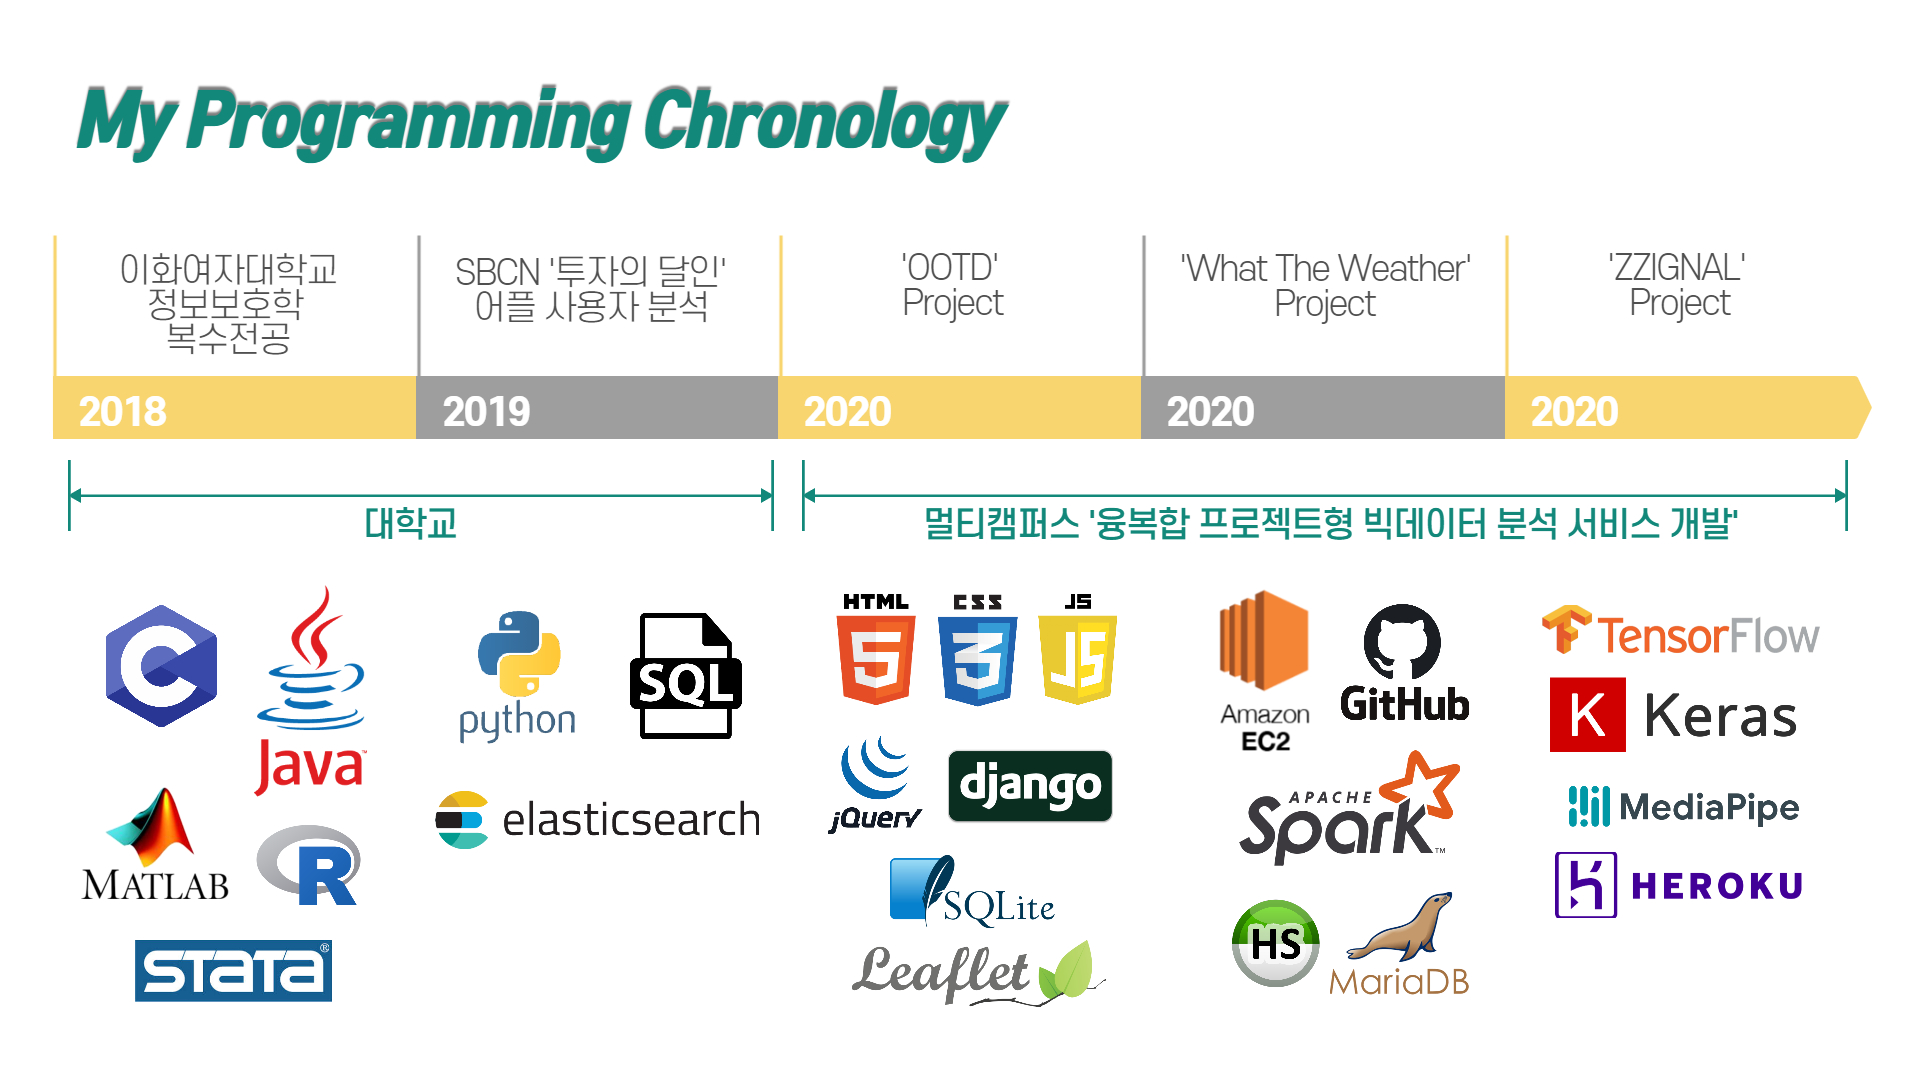 My Programming Chronology
이화여자대학교
정보보호학
복수전공
SBCN '투자의 달인'
어플 사용자 분석
'OOTD'
Project
'What The Weather'
Project
'ZZIGNAL'
Project
2018
2019
2020
2020
2020
대학교
멀티캠퍼스 '융복합 프로젝트형 빅데이터 분석 서비스 개발'
C
Java™
MATLAB
R
STATA®
python
SQL
elasticsearch
HTML
5
CSS
3
JS
JS
jQuery
django
SQLite
Leaflet
Amazon
EC2
GitHub
APACHE
Spark™
HS
MariaDB
TensorFlow
K Keras
MediaPipe
HEROKU